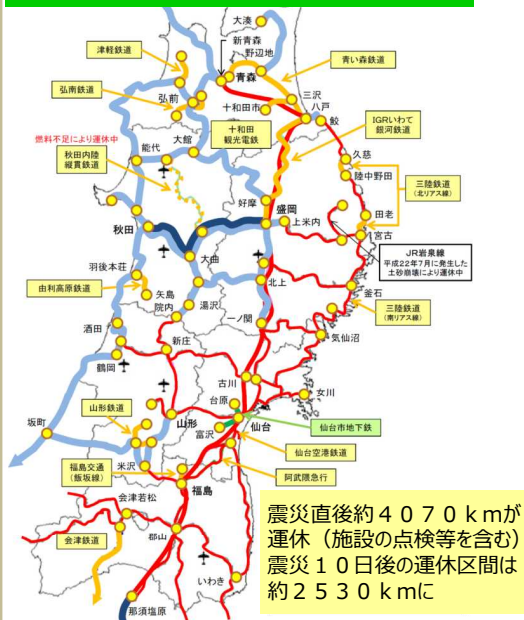 大湊
津軽鉄道
新青森
野辺地
青い森鉄道
青森
弘南鉄道
弘前
三沢
十和田市
八戸
鮫
IGRいわて
銀河鉄道
十和田
観光電鉄
燃料不足により運休中
大館
能代
秋田内陸
縦貫鉄道
久慈
陸中野田
三陸鉄道
(北リアス線)
好摩
盛岡
田老
上米内
宮古
秋田
JR岩泉線
平成22年7月に発生した
土砂崩壊により運休中
大曲
羽後本荘
北上
釜石
由利高原鉄道
矢島
院内
湯沢
一ノ関
三陸鉄道
(南リアス線)
酒田
新庄
気仙沼
鶴岡
古川
台原
女川
山形鉄道
坂町
山形
仙台
仙台市地下鉄
富沢
仙台空港鉄道
福島交通
(飯坂線)
米沢
阿武隈急行
福島
会津若松
会津鉄道
郡山
いわき
那須塩原
震災直後約4070kmが
運休(施設の点検等を含む)
震災10日後の運休区間は
約2530kmに